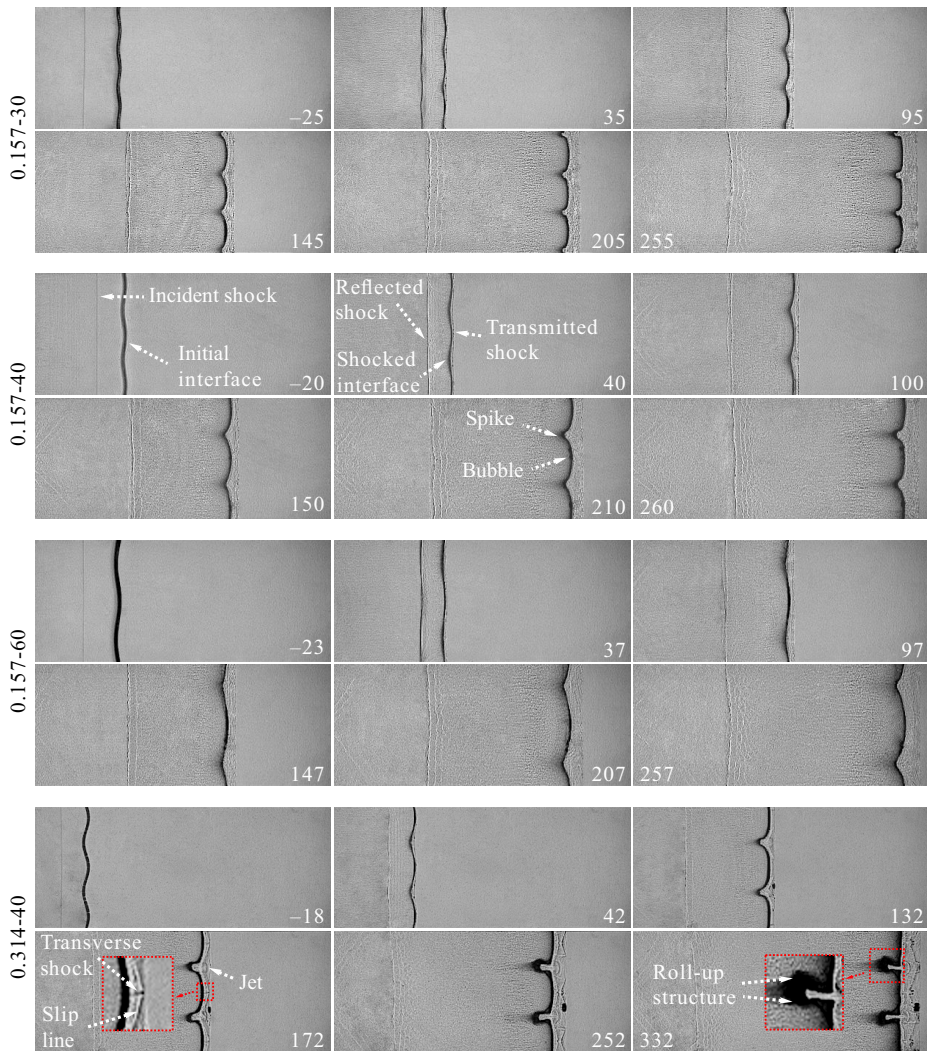 0.157-30
−25
35
95
145
205
255
0.157-40
Incident shock
Initial
interface
−20
Reflected
shock
Transmitted
shock
Shocked
interface
40
100
150
Spike
Bubble
210
260
0.157-60
−23
37
97
147
207
257
0.314-40
−18
42
132
Transverse
shock
Slip
line
Jet
172
252
Roll-up
structure
332